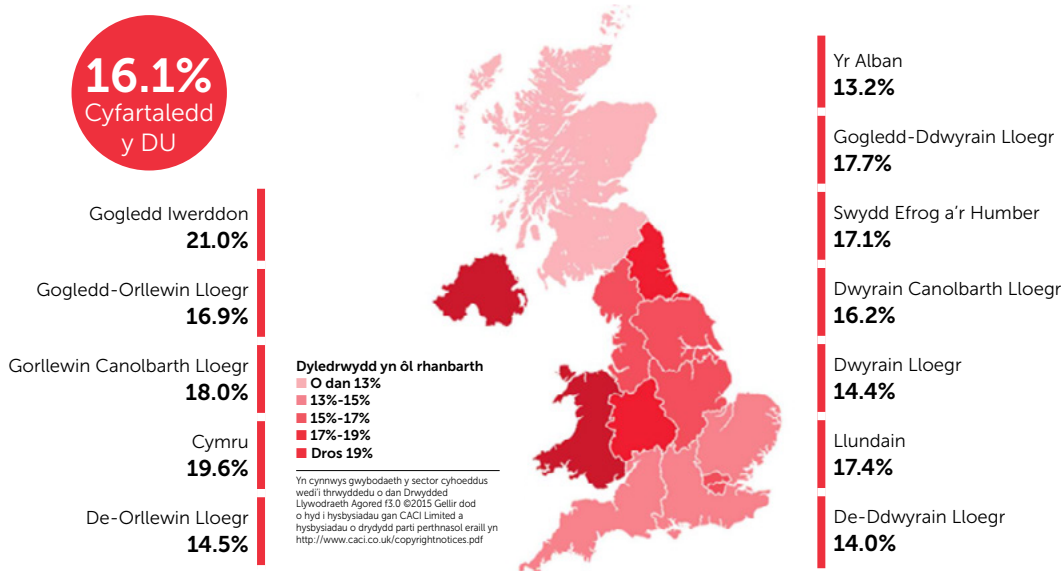 16.1%
Cyfartaledd
y DU
Gogledd Iwerddon
21.0%
Gogledd-Orllewin Lloegr
16.9%
Gorllewin Canolbarth Lloegr
18.0%
Cymru
19.6%
De-Orllewin Lloegr
14.5%
Dyledrwydd yn ôl rhanbarth
O dan 13%
13%-15%
15%-17%
17%-19%
Dros 19%
Yn cynnwys gwybodaeth y sector cyhoeddus
wedi'i thrwyddedu o dan Drwydded
Llywodraeth Agored f3.0 ©2015 Gellir dod
o hyd i hysbysiadau gan CACI Limited a
hysbysiadau o drydydd parti perthnasol eraill yn
http://www.caci.co.uk/copyrightnotices.pdf
Yr Alban
13.2%
Gogledd-Ddwyrain Lloegr
17.7%
Swydd Efrog a'r Humber
17.1%
Dwyrain Canolbarth Lloegr
16.2%
Dwyrain Lloegr
14.4%
Llundain
17.4%
De-Ddwyrain Lloegr
14.0%